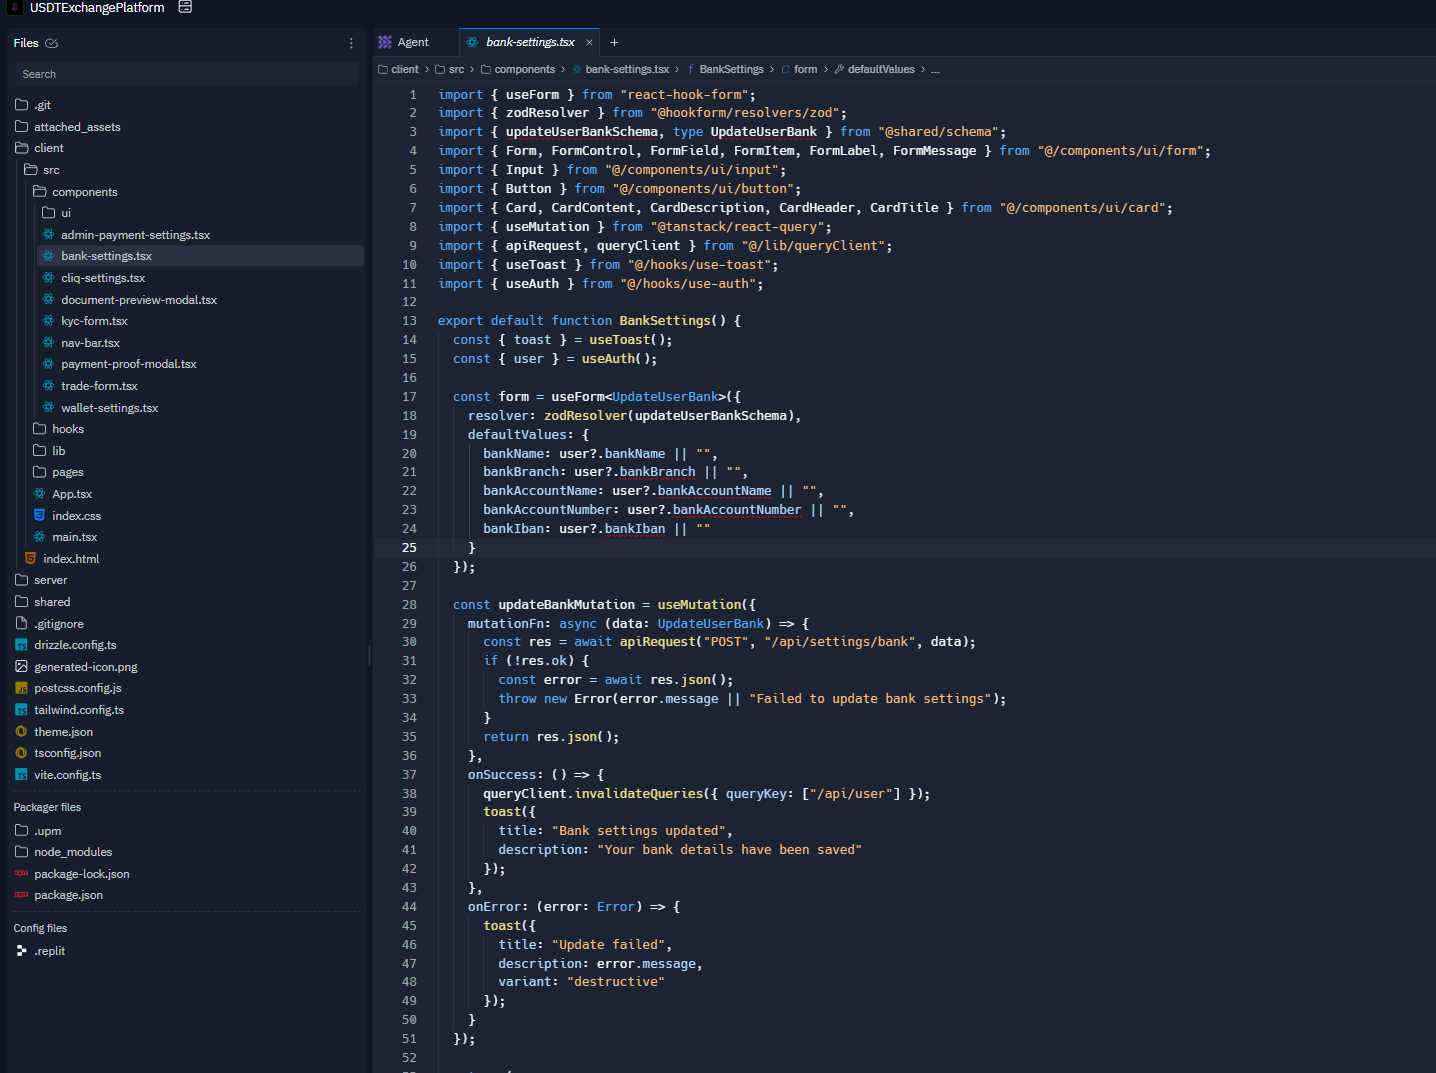 USDTExchangePlatform
Files
Search
.git
attached_assets
client
src
components
ui
admin-payment-settings.tsx
bank-settings.tsx
cliq-settings.tsx
document-preview-modal.tsx
kyc-form.tsx
nav-bar.tsx
payment-proof-modal.tsx
trade-form.tsx
wallet-settings.tsx
hooks
lib
pages
App.tsx
index.css
main.tsx
index.html
server
shared
.gitignore
drizzle.config.ts
generated-icon.png
postcss.config.js
tailwind.config.ts
theme.json
tsconfig.json
vite.config.ts
Packager files
.upm
node_modules
package-lock.json
package.json
Config files
.replit
Agent
bank-settings.tsx × +
client > src > components > bank-settings.tsx > f BankSettings > form > defaultValues > ...
1 import { useForm } from "react-hook-form";
2 import { zodResolver } from "@hookform/resolvers/zod";
3 import { updateUserBankSchema, type UpdateUserBank } from "@shared/schema";
4 import { Form, FormControl, FormField, FormItem, FormLabel, FormMessage } from "@/components/ui/form";
5 import { Input } from "@/components/ui/input";
6 import { Button } from "@/components/ui/button";
7 import { Card, CardContent, CardDescription, CardHeader, CardTitle } from "@/components/ui/card";
8 import { useMutation } from "@tanstack/react-query";
9 import { apiRequest, queryClient } from "@/lib/queryClient";
10 import { useToast } from "@/hooks/use-toast";
11 import { useAuth } from "@/hooks/use-auth";
12
13 export default function BankSettings() {
14 const { toast } = useToast();
15 const { user } = useAuth();
16
17 const form = useForm<UpdateUserBank>({
18 resolver: zodResolver(updateUserBankSchema),
19 defaultValues: {
20 bankName: user?.bankName || "",
21 bankBranch: user?.bankBranch || "",
22 bankAccountName: user?.bankAccountName || "",
23 bankAccountNumber: user?.bankAccountNumber || "",
24 bankIban: user?.bankIban || ""
25 }
26 });
27
28 const updateBankMutation = useMutation({
29 mutationFn: async (data: UpdateUserBank) => {
30 const res = await apiRequest("POST", "/api/settings/bank", data);
31 if (!res.ok) {
32 const error = await res.json();
33 throw new Error(error.message || "Failed to update bank settings");
34 }
35 return res.json();
36 },
37 onSuccess: () => {
38 queryClient.invalidateQueries({ queryKey: ["/api/user"] });
39 toast({
40 title: "Bank settings updated",
41 description: "Your bank details have been saved"
42 });
43 },
44 onError: (error: Error) => {
45 toast({
46 title: "Update failed",
47 description: error.message,
48 variant: "destructive"
49 });
50 }
51 });
52